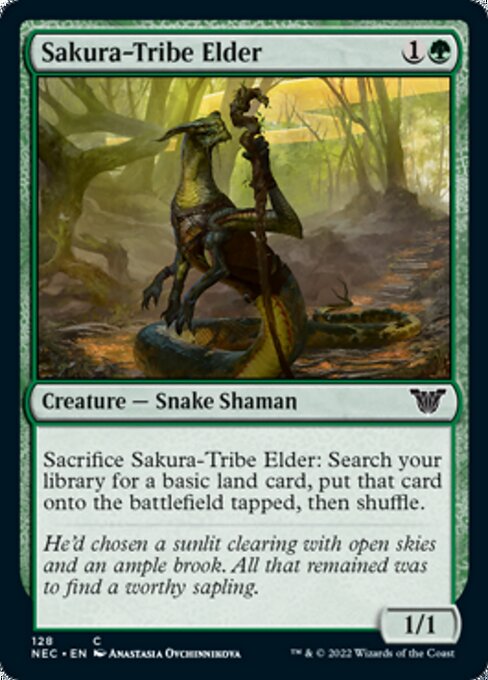 Sakura-Tribe Elder 1
Creature — Snake Shaman
Sacrifice Sakura-Tribe Elder: Search your
library for a basic land card, put that card
onto the battlefield tapped, then shuffle.
He'd chosen a sunlit clearing with open skies
and an ample brook. All that remained was
to find a worthy sapling.
1/1
128 C
NEC • EN Anastasia Ovchinnikova
™ & © 2022 Wizards of the Coast